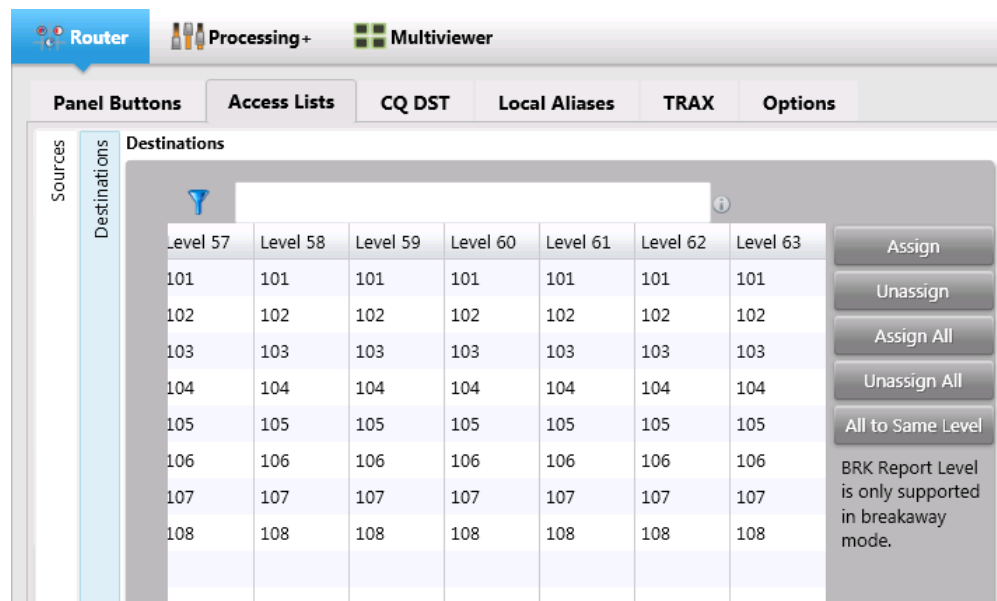 Router Processing+ Multiviewer
Panel Buttons Access Lists CQ DST Local Aliases TRAX Options
Sources
Destinations
Destinations
Level 57 Level 58 Level 59 Level 60 Level 61 Level 62 Level 63
101 101 101 101 101 101 101
102 102 102 102 102 102 102
103 103 103 103 103 103 103
104 104 104 104 104 104 104
105 105 105 105 105 105 105
106 106 106 106 106 106 106
107 107 107 107 107 107 107
108 108 108 108 108 108 108
Assign
Unassign
Assign All
Unassign All
All to Same Level
BRK Report Level
is only supported
in breakaway
mode.